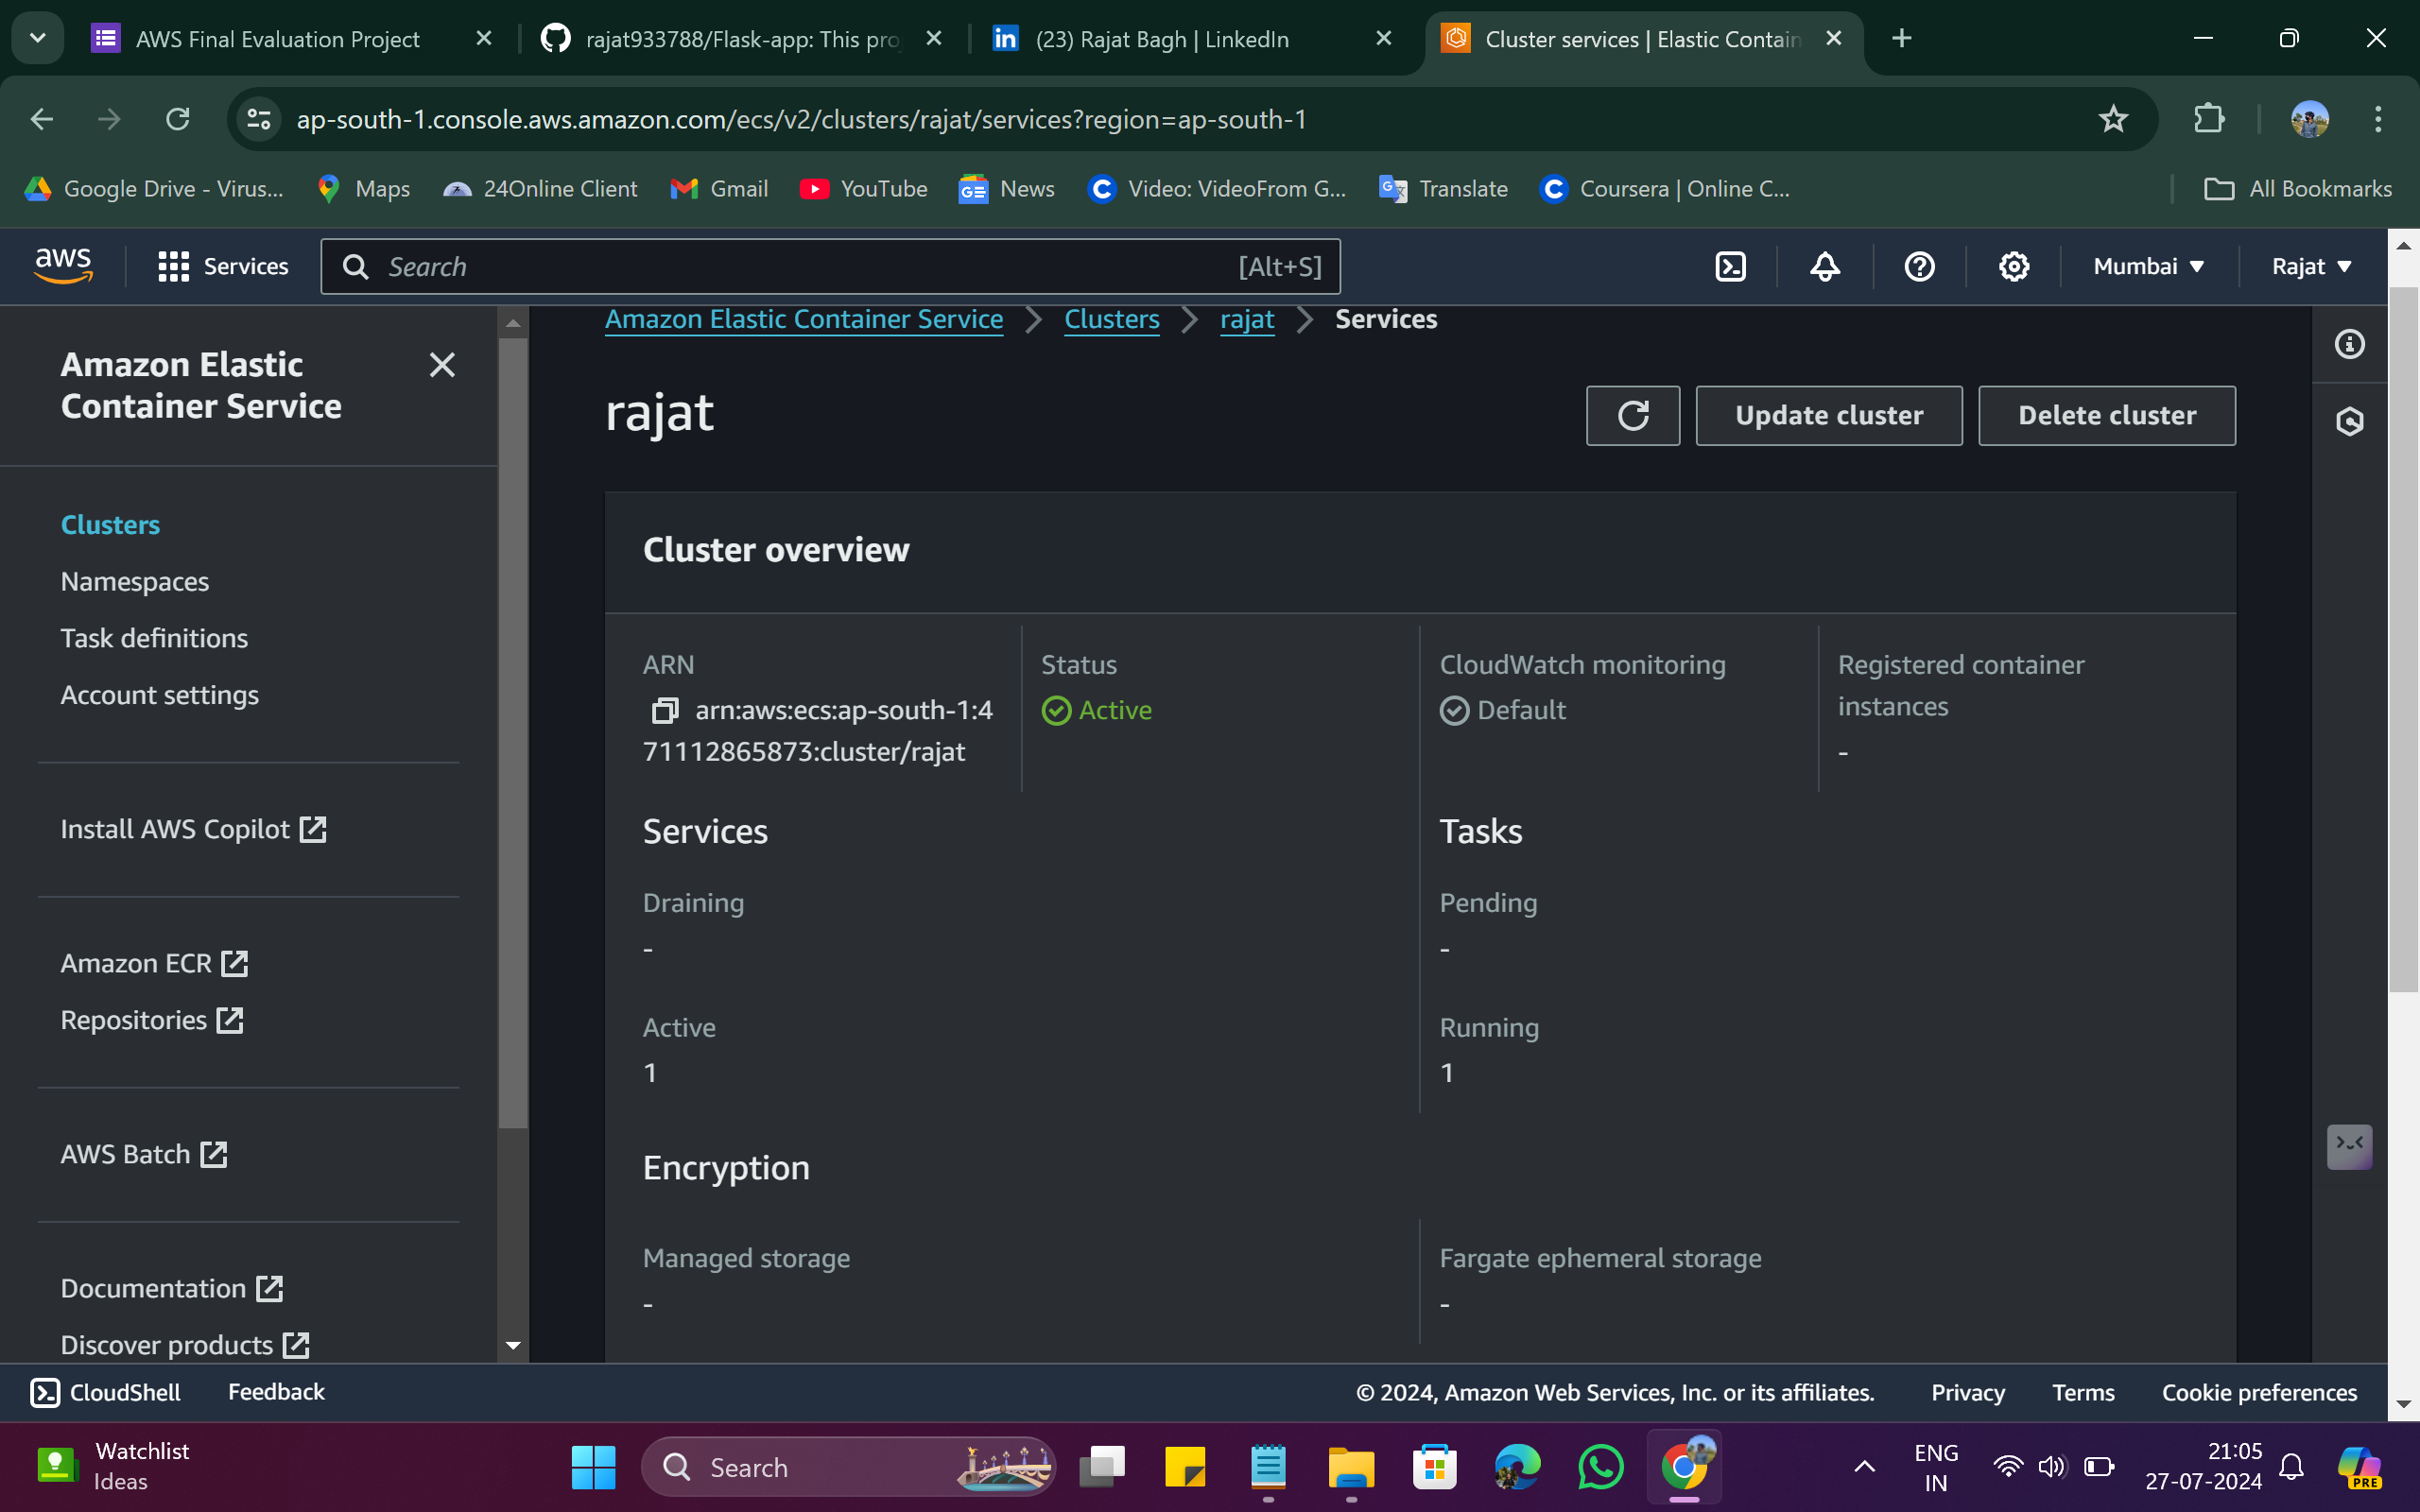 AWS Final Evaluation Project
rajat933788/Flask-app: This pro
(23) Rajat Bagh | LinkedIn
Cluster services | Elastic Contain
ap-south-1.console.aws.amazon.com/ecs/v2/clusters/rajat/services?region=ap-south-1
Google Drive - Virus...
Maps
24Online Client
Gmail
YouTube
News
Video: VideoFrom G...
Translate
Coursera | Online C...
All Bookmarks
aws
Services
Search
[Alt+S]
Mumbai
Rajat
Amazon Elastic
Container Service
Clusters
Namespaces
Task definitions
Account settings
Install AWS Copilot
Amazon ECR
Repositories
AWS Batch
Documentation
Discover products
Amazon Elastic Container Service
Clusters
rajat
Services
rajat
Update cluster
Delete cluster
Cluster overview
ARN
arn:aws:ecs:ap-south-1:4
71112865873:cluster/rajat
Status
Active
CloudWatch monitoring
Default
Registered container
instances
-
Services
Draining
-
Active
1
Tasks
Pending
-
Running
1
Encryption
Managed storage
-
Fargate ephemeral storage
-
CloudShell
Feedback
© 2024, Amazon Web Services, Inc. or its affiliates.
Privacy
Terms
Cookie preferences
Watchlist
Ideas
Search
ENG
IN
21:05
27-07-2024
PRE